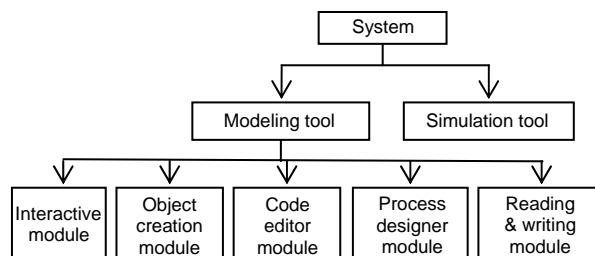 System
Modeling tool
Simulation tool
Interactive
module
Object
creation
module
Code
editor
module
Process
designer
module
Reading
& writing
module